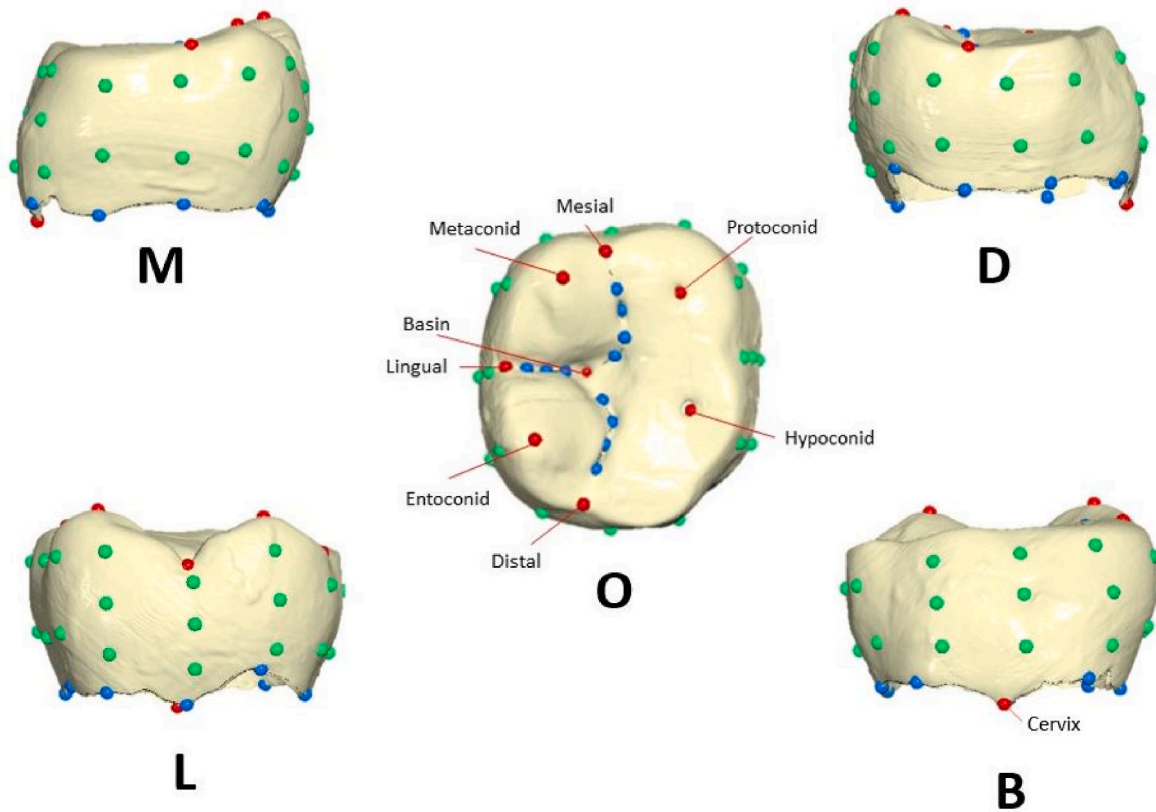 M
D
Mesial
Metaconid
Protoconid
Basin
Lingual
Hypoconid
Entoconid
Distal
O
Cervix
L
B